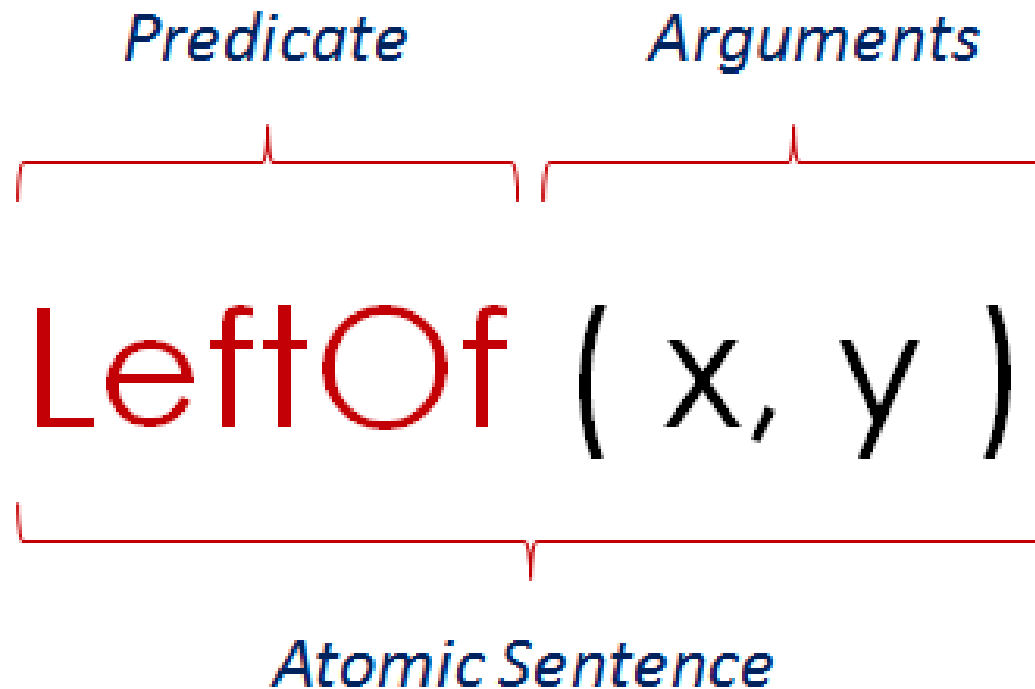 Predicate Arguments
LeftOf ( x, y )
Atomic Sentence